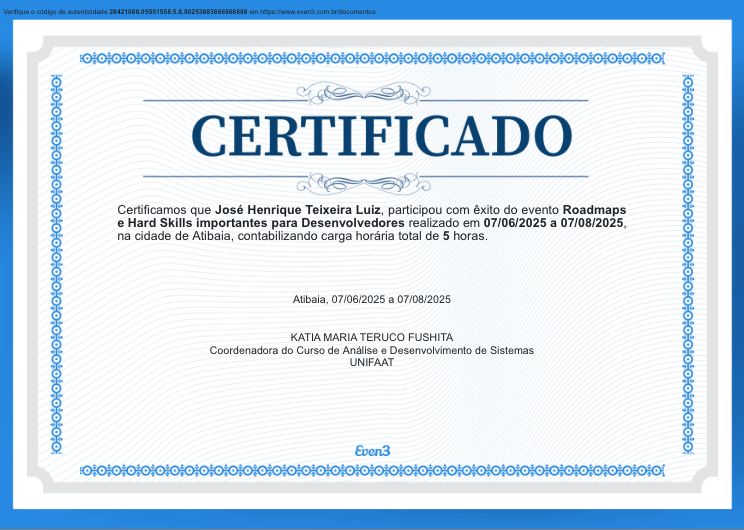 Verifique o código de autenticidade 28421088.05551558.5.8.80253883666566868 em https://www.even3.com.br/documentos
CERTIFICADO
Certificamos que José Henrique Teixeira Luiz, participou com êxito do evento Roadmaps
e Hard Skills importantes para Desenvolvedores realizado em 07/06/2025 a 07/08/2025,
na cidade de Atibaia, contabilizando carga horária total de 5 horas.
Atibaia, 07/06/2025 a 07/08/2025
KATIA MARIA TERUCO FUSHITA
Coordenadora do Curso de Análise e Desenvolvimento de Sistemas
UNIFAAT
Even3